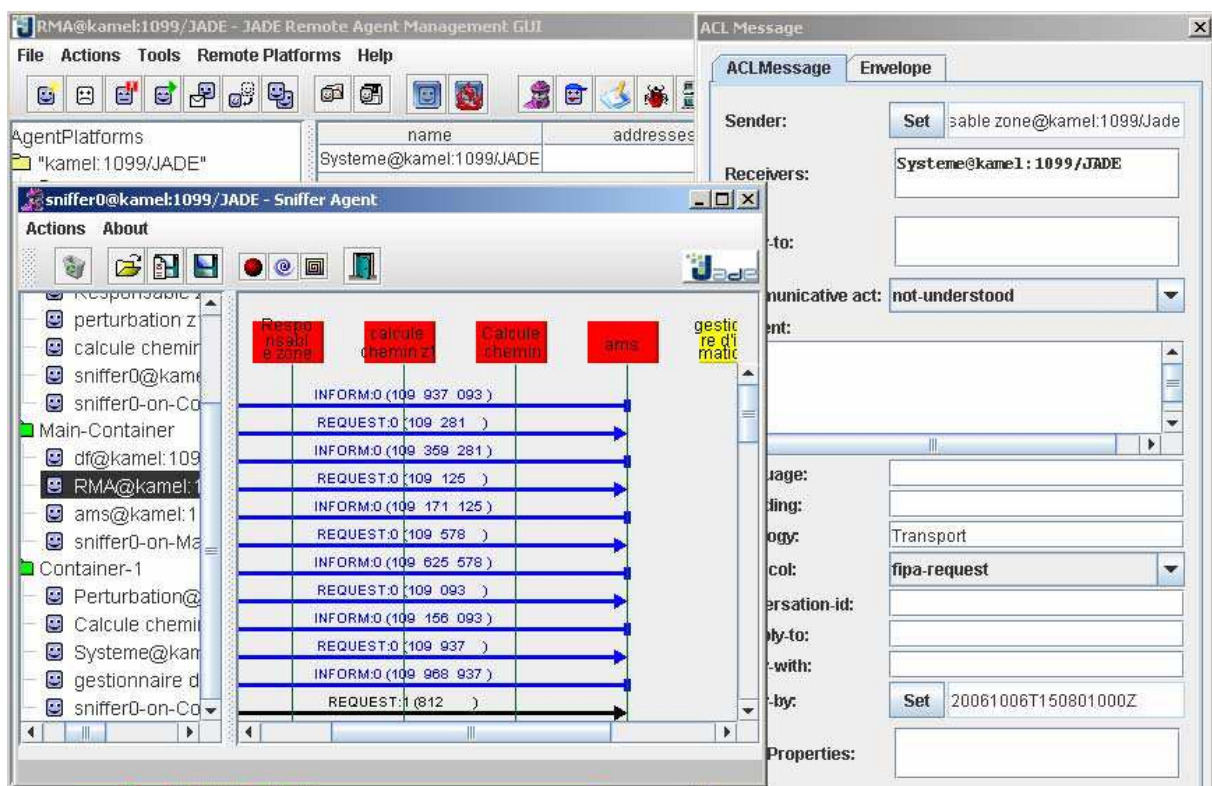 RMA@kamel:1099/JADE - JADE Remote Agent Management GUI
File Actions Tools Remote Platforms Help
AgentPlatforms
"kamel:1099/JADE"
name addresses
Systeme@kamel:1099/JADE
sniffer0@kamel:1099/JADE - Sniffer Agent
Actions About
Jade
perturbation z
calcule chemin
sniffer0@kame
sniffer0-on-Co
Main-Container
df@kamel:109
RMA@kamel:1
ams@kamel:1
sniffer0-on-Ma
Container-1
Perturbation@
Calcule chemi
Systeme@kam
gestionnaire d
sniffer0-on-Co
Respo
nsabl
e zone
calcule
chemin z1
Calcule
chemin
ams
gestio
re d'i
matic
INFORM:0 (109 937 093 )
REQUEST:0 (109 281 )
INFORM:0 (109 359 281 )
REQUEST:0 (109 125 )
INFORM:0 (109 171 125 )
REQUEST:0 (109 578 )
INFORM:0 (109 625 578 )
REQUEST:0 (109 093 )
INFORM:0 (109 156 093 )
REQUEST:0 (109 937 )
INFORM:0 (109 968 937 )
REQUEST:1 (812 )
ACL Message
ACLMessage Envelope
Sender: Set sable zone@kamel:1099/Jade
Receivers: Systeme@kamel:1099/JADE
-to:
municative act: not-understood
ent:
uage:
ding:
ogy: Transport
col: fipa-request
ersation-id:
ly-to:
-with:
-by: Set 20061006T150801000Z
Properties: